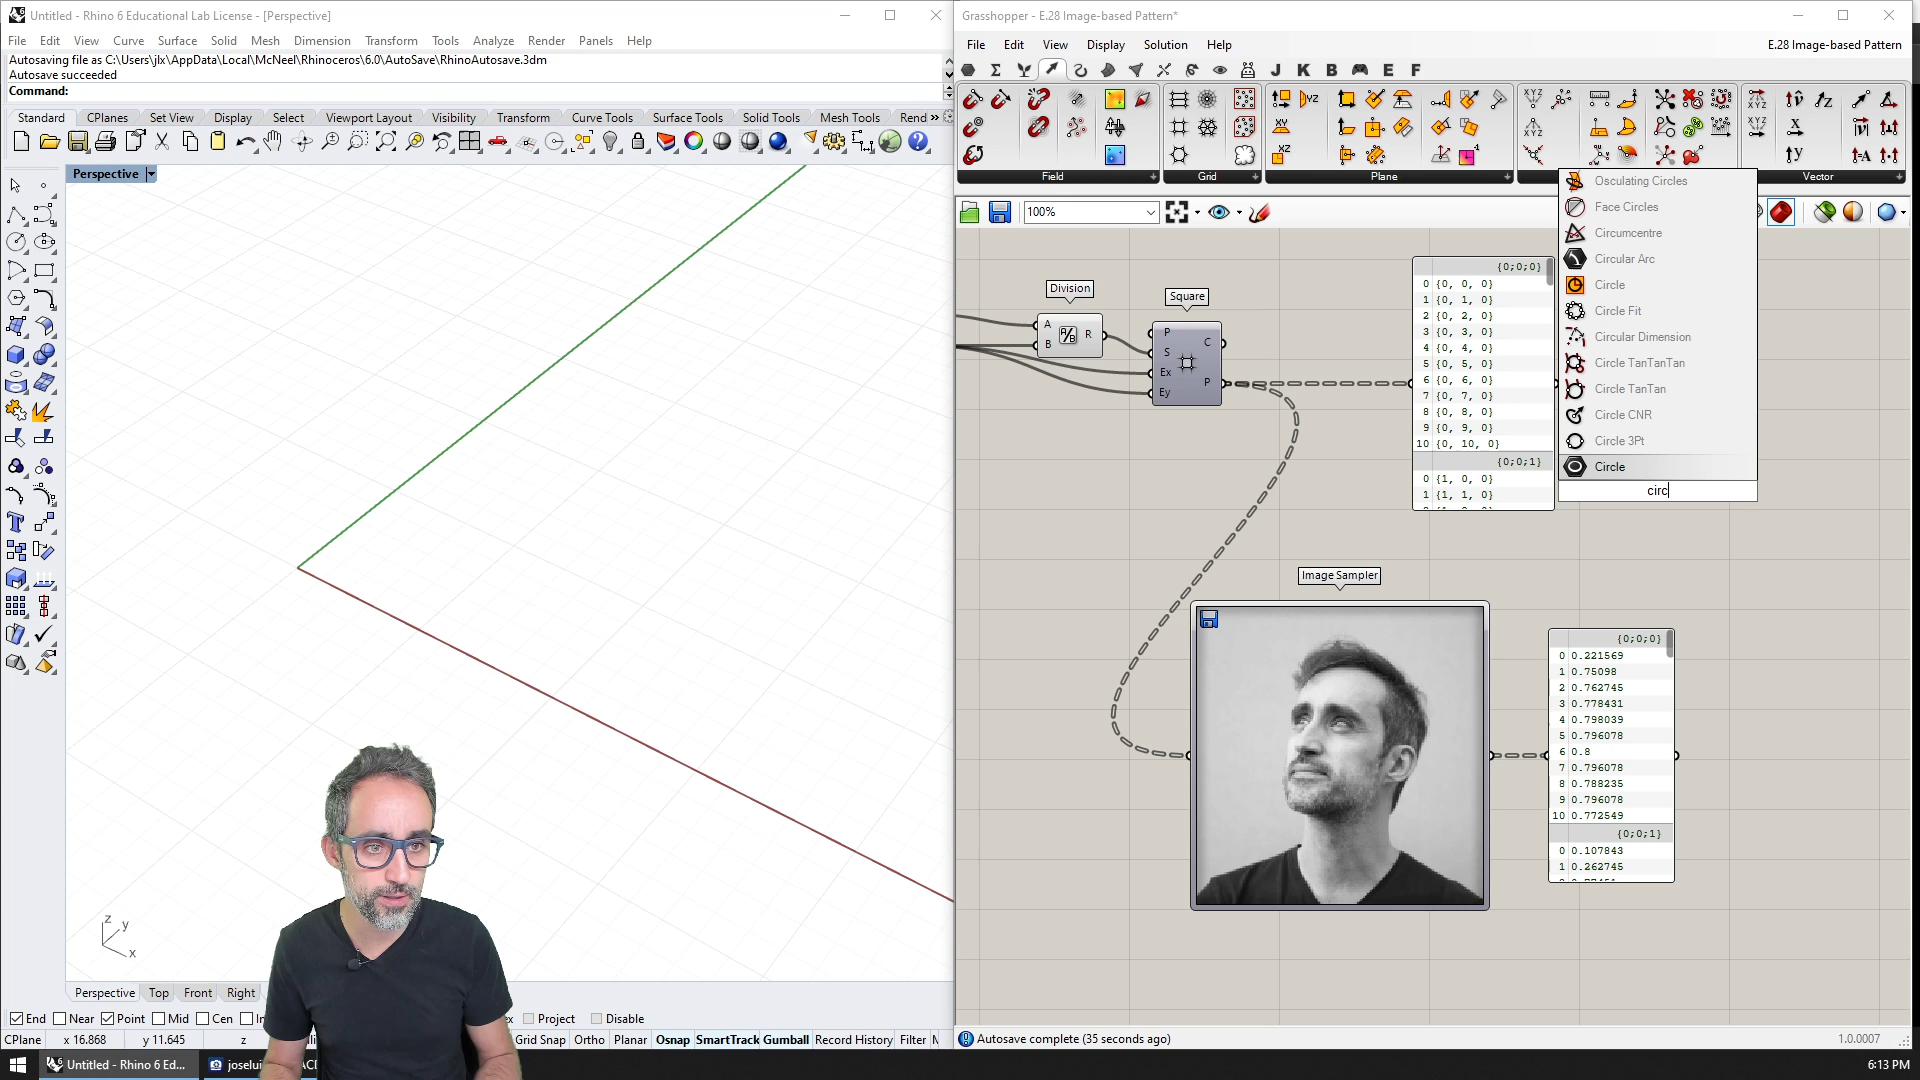 Untitled - Rhino 6 Educational Lab License - [Perspective]
File Edit View Curve Surface Solid Mesh Dimension Transform Tools Analyze Render Panels Help
Autosaving file as C:\Users\jlx\AppData\Local\McNeel\Rhinoceros\6.0\AutoSave\RhinoAutosave.3dm
Autosave succeeded
Command:
Standard CPlanes Set View Display Select Viewport Layout Visibility Transform Curve Tools Surface Tools Solid Tools Mesh Tools Rend »
Perspective
z
y
x
Perspective Top Front Right
End Near Point Mid Cen Project Disable
CPlane x 16.868 y 11.645 z Grid Snap Ortho Planar Osnap SmartTrack Gumball Record History Filter
Untitled - Rhino 6 Ed...
joselui
Grasshopper - E.28 Image-based Pattern*
File Edit View Display Solution Help
E.28 Image-based Pattern
J K B E F
Field Grid Plane Vector
100%
Osculating Circles
Face Circles
Circumcentre
Circular Arc
Circle
Circle Fit
Circular Dimension
Circle TanTanTan
Circle TanTan
Circle CNR
Circle 3Pt
Circle
circ
Division
A
B
R
Square
P
S
Ex
Ey
C
P
{0;0;0}
0 {0, 0, 0}
1 {0, 1, 0}
2 {0, 2, 0}
3 {0, 3, 0}
4 {0, 4, 0}
5 {0, 5, 0}
6 {0, 6, 0}
7 {0, 7, 0}
8 {0, 8, 0}
9 {0, 9, 0}
10 {0, 10, 0}
{0;0;1}
0 {1, 0, 0}
1 {1, 1, 0}
Image Sampler
{0;0;0}
0 0.221569
1 0.75098
2 0.762745
3 0.778431
4 0.798039
5 0.796078
6 0.8
7 0.796078
8 0.788235
9 0.796078
10 0.772549
{0;0;1}
0 0.107843
1 0.262745
Autosave complete (35 seconds ago)
1.0.0007
6:13 PM